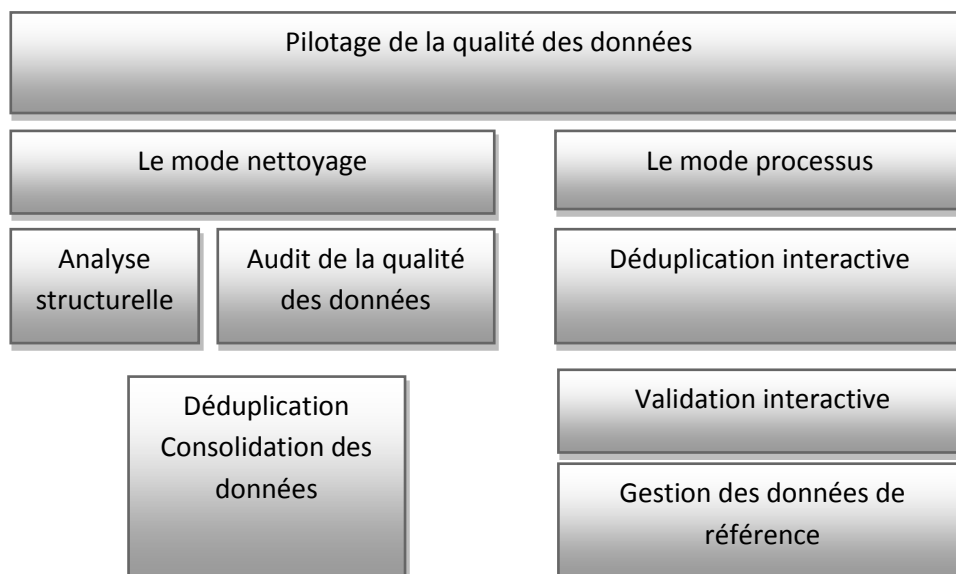 Pilotage de la qualité des données
Le mode nettoyage
Le mode processus
Analyse
structurelle
Audit de la qualité
des données
Déduplication interactive
Déduplication
Consolidation des
données
Validation interactive
Gestion des données de
référence